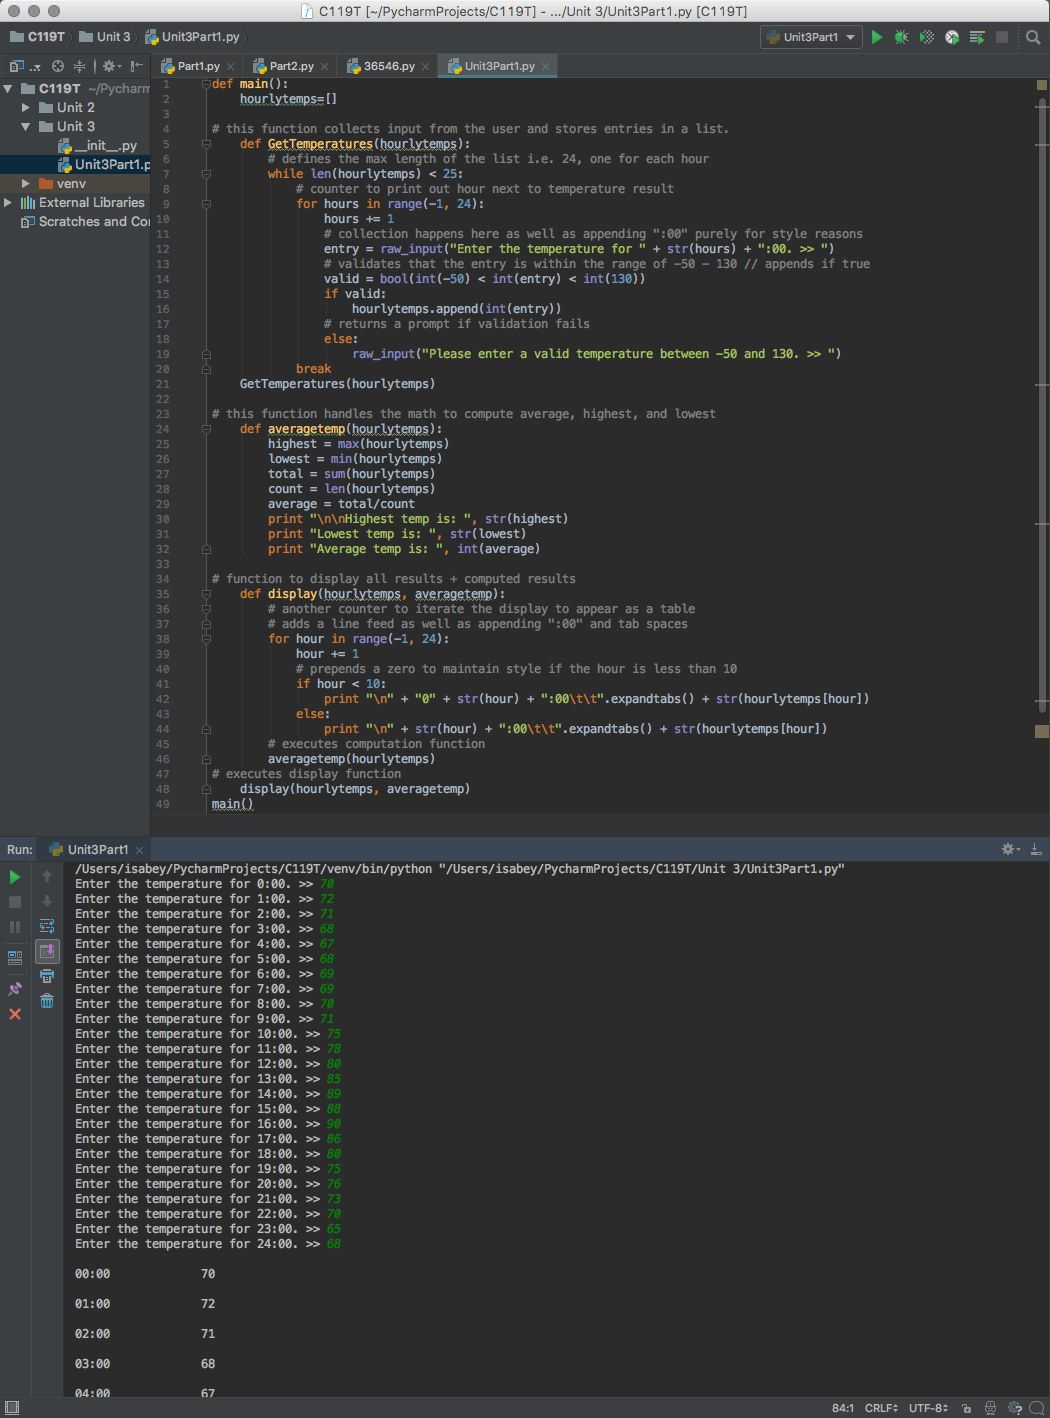 C119T [~/PycharmProjects/C119T] - .../Unit 3/Unit3Part1.py [C119T]
C119T Unit 3 Unit3Part1.py Unit3Part1
Part1.py Part2.py 36546.py Unit3Part1.py
C119T ~/Pycharm
Unit 2
Unit 3
__init__.py
Unit3Part1.p
venv
External Libraries
Scratches and Con
1 def main():
2     hourlytemps=[]
3
4 # this function collects input from the user and stores entries in a list.
5     def GetTemperatures(hourlytemps):
6         # defines the max length of the list i.e. 24, one for each hour
7         while len(hourlytemps) < 25:
8             # counter to print out hour next to temperature result
9             for hours in range(-1, 24):
10                 hours += 1
11                 # collection happens here as well as appending ":00" purely for style reasons
12                 entry = raw_input("Enter the temperature for " + str(hours) + ":00. >> ")
13                 # validates that the entry is within the range of -50 - 130 // appends if true
14                 valid = bool(int(-50) < int(entry) < int(130))
15                 if valid:
16                     hourlytemps.append(int(entry))
17                 # returns a prompt if validation fails
18                 else:
19                     raw_input("Please enter a valid temperature between -50 and 130. >> ")
20             break
21     GetTemperatures(hourlytemps)
22
23 # this function handles the math to compute average, highest, and lowest
24     def averagetemp(hourlytemps):
25         highest = max(hourlytemps)
26         lowest = min(hourlytemps)
27         total = sum(hourlytemps)
28         count = len(hourlytemps)
29         average = total/count
30         print "\n\nHighest temp is: ", str(highest)
31         print "Lowest temp is: ", str(lowest)
32         print "Average temp is: ", int(average)
33
34 # function to display all results + computed results
35     def display(hourlytemps, averagetemp):
36         # another counter to iterate the display to appear as a table
37         # adds a line feed as well as appending ":00" and tab spaces
38         for hour in range(-1, 24):
39             hour += 1
40             # prepends a zero to maintain style if the hour is less than 10
41             if hour < 10:
42                 print "\n" + "0" + str(hour) + ":00\t\t".expandtabs() + str(hourlytemps[hour])
43             else:
44                 print "\n" + str(hour) + ":00\t\t".expandtabs() + str(hourlytemps[hour])
45         # executes computation function
46         averagetemp(hourlytemps)
47 # executes display function
48     display(hourlytemps, averagetemp)
49 main()
Run: Unit3Part1
/Users/isabey/PycharmProjects/C119T/venv/bin/python "/Users/isabey/PycharmProjects/C119T/Unit 3/Unit3Part1.py"
Enter the temperature for 0:00. >> 70
Enter the temperature for 1:00. >> 72
Enter the temperature for 2:00. >> 71
Enter the temperature for 3:00. >> 68
Enter the temperature for 4:00. >> 67
Enter the temperature for 5:00. >> 68
Enter the temperature for 6:00. >> 69
Enter the temperature for 7:00. >> 69
Enter the temperature for 8:00. >> 70
Enter the temperature for 9:00. >> 71
Enter the temperature for 10:00. >> 75
Enter the temperature for 11:00. >> 78
Enter the temperature for 12:00. >> 80
Enter the temperature for 13:00. >> 85
Enter the temperature for 14:00. >> 89
Enter the temperature for 15:00. >> 88
Enter the temperature for 16:00. >> 90
Enter the temperature for 17:00. >> 86
Enter the temperature for 18:00. >> 80
Enter the temperature for 19:00. >> 75
Enter the temperature for 20:00. >> 76
Enter the temperature for 21:00. >> 73
Enter the temperature for 22:00. >> 70
Enter the temperature for 23:00. >> 65
Enter the temperature for 24:00. >> 68
00:00 70
01:00 72
02:00 71
03:00 68
04:00 67
84:1 CRLF UTF-8